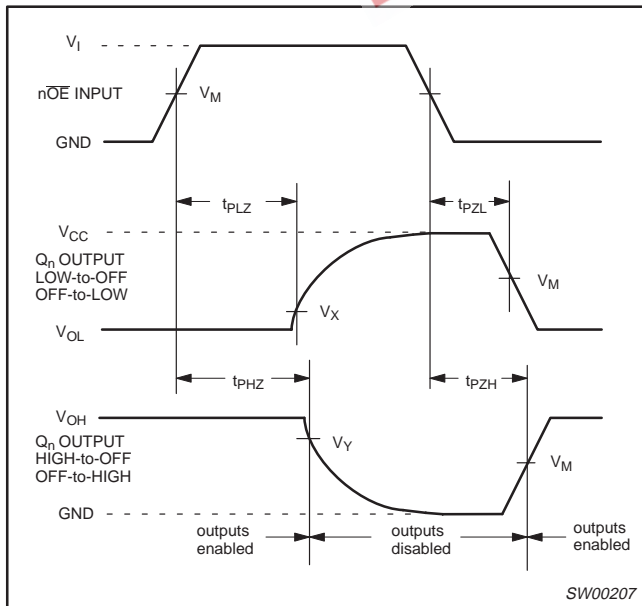 V_I
nOE INPUT
V_M
GND
t_PLZ
t_PZL
V_CC
Q_n OUTPUT
LOW-to-OFF
OFF-to-LOW
V_M
V_X
V_OL
t_PHZ
t_PZH
V_OH
Q_n OUTPUT
HIGH-to-OFF
OFF-to-HIGH
V_Y
V_M
GND
outputs
enabled
outputs
disabled
outputs
enabled
SW00207